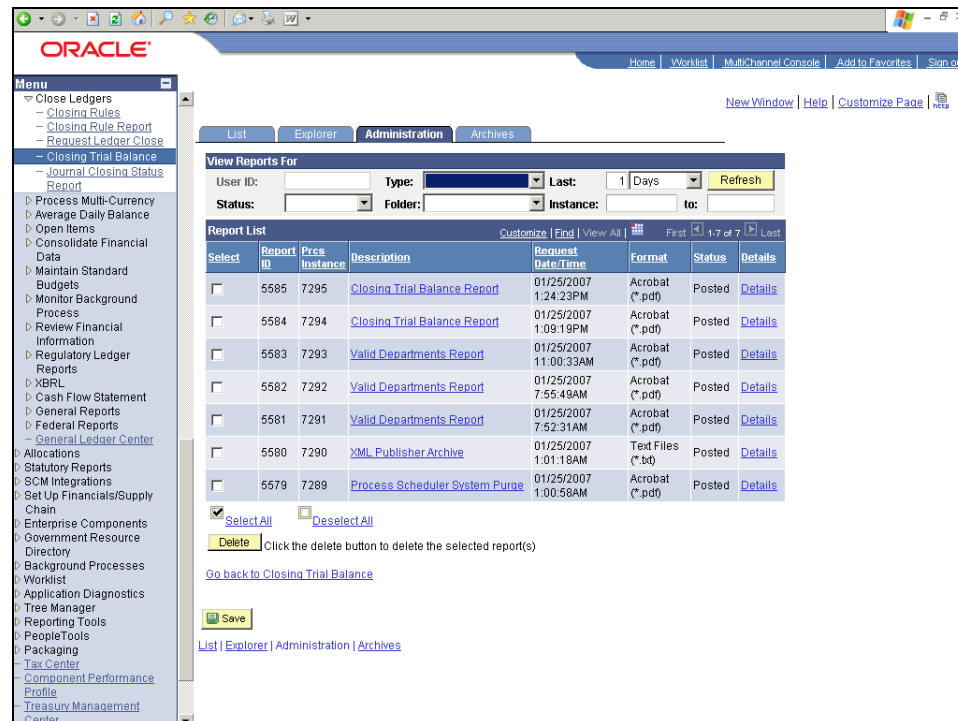 ORACLE'
Home | Worklist | MultiChannel Console | Add to Favorites | Sign o
Menu
Close Ledgers
– Closing Rules
– Closing Rule Report
– Request Ledger Close
– Closing Trial Balance
– Journal Closing Status
Report
Process Multi-Currency
Average Daily Balance
Open Items
Consolidate Financial
Data
Maintain Standard
Budgets
Monitor Background
Process
Review Financial
Information
Regulatory Ledger
Reports
XBRL
Cash Flow Statement
General Reports
Federal Reports
– General Ledger Center
Allocations
Statutory Reports
SCM Integrations
Set Up Financials/Supply
Chain
Enterprise Components
Government Resource
Directory
Background Processes
Worklist
Application Diagnostics
Tree Manager
Reporting Tools
PeopleTools
Packaging
– Tax Center
– Component Performance
Profile
– Treasury Management
Center
New Window | Help | Customize Page | http
List Explorer Administration Archives
View Reports For
User ID: Type: Last: 1 Days Refresh
Status: Folder: Instance: to:
Report List Customize | Find | View All | First 1-7 of 7 Last
Select Report ID Prcs Instance Description Request Date/Time Format Status Details
5585 7295 Closing Trial Balance Report 01/25/2007 1:24:23PM Acrobat (*.pdf) Posted Details
5584 7294 Closing Trial Balance Report 01/25/2007 1:09:19PM Acrobat (*.pdf) Posted Details
5583 7293 Valid Departments Report 01/25/2007 11:00:33AM Acrobat (*.pdf) Posted Details
5582 7292 Valid Departments Report 01/25/2007 7:55:49AM Acrobat (*.pdf) Posted Details
5581 7291 Valid Departments Report 01/25/2007 7:52:31AM Acrobat (*.pdf) Posted Details
5580 7290 XML Publisher Archive 01/25/2007 1:01:18AM Text Files (*.txt) Posted Details
5579 7289 Process Scheduler System Purge 01/25/2007 1:00:58AM Acrobat (*.pdf) Posted Details
Select All Deselect All
Delete Click the delete button to delete the selected report(s)
Go back to Closing Trial Balance
Save
List | Explorer | Administration | Archives